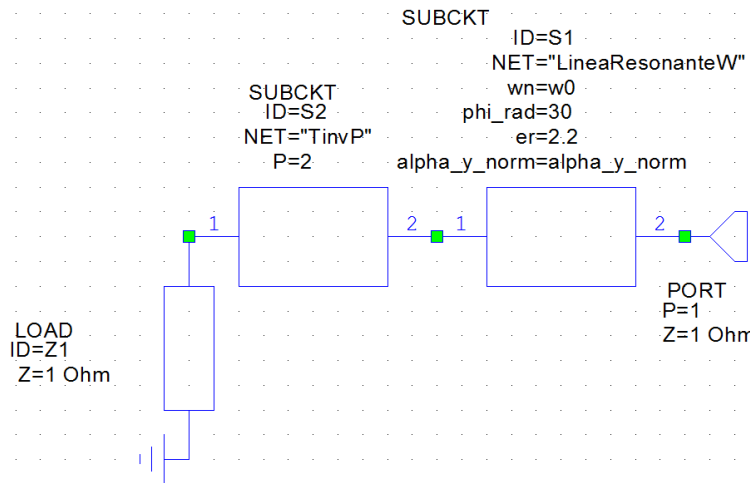 SUBCKT
ID=S1
NET="LineaResonanteW"
wn=w0
phi_rad=30
er=2.2
alpha_y_norm=alpha_y_norm
SUBCKT
ID=S2
NET="TinvP"
P=2
1
2
1
2
LOAD
ID=Z1
Z=1 Ohm
PORT
P=1
Z=1 Ohm